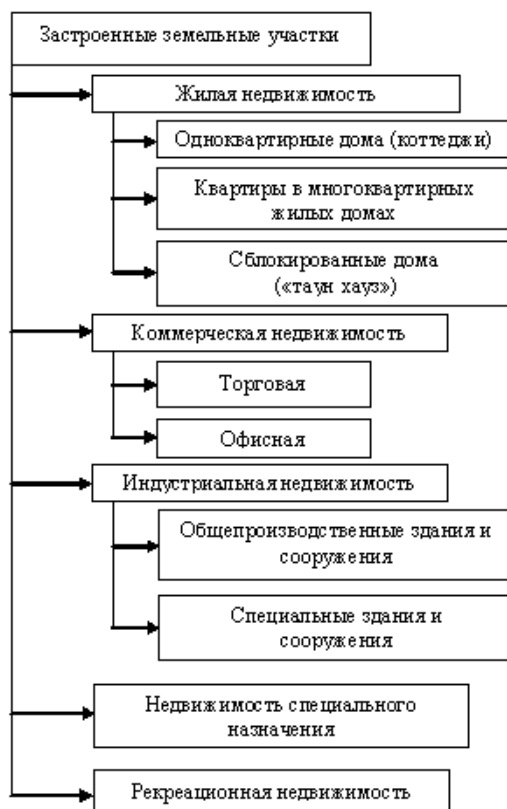 Застроенные земельные участки
Жилая недвижимость
Одноквартирные дома (коттеджи)
Квартиры в многоквартирных
жилых домах
Сблокированные дома
(«таун хауз»)
Коммерческая недвижимость
Торговая
Офисная
Индустриальная недвижимость
Общепроизводственные здания и
сооружения
Специальные здания и
сооружения
Недвижимость специального
назначения
Рекреационная недвижимость